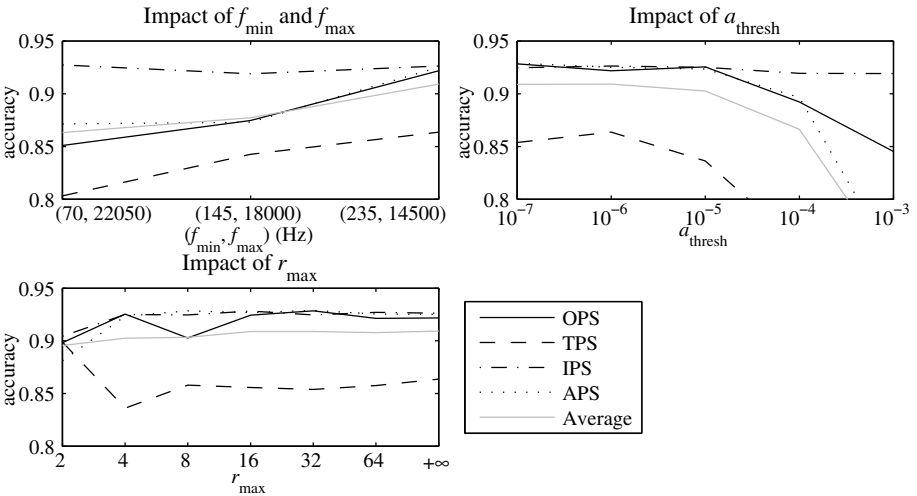 Impact of f_min and f_max
0.95
0.9
0.85
0.8
accuracy
(70, 22050) (145, 18000) (235, 14500)
(f_min, f_max) (Hz)
Impact of a_thresh
0.95
0.9
0.85
0.8
accuracy
10^-7 10^-6 10^-5 10^-4 10^-3
a_thresh
Impact of r_max
0.95
0.9
0.85
0.8
accuracy
2 4 8 16 32 64 +∞
r_max
OPS
TPS
IPS
APS
Average